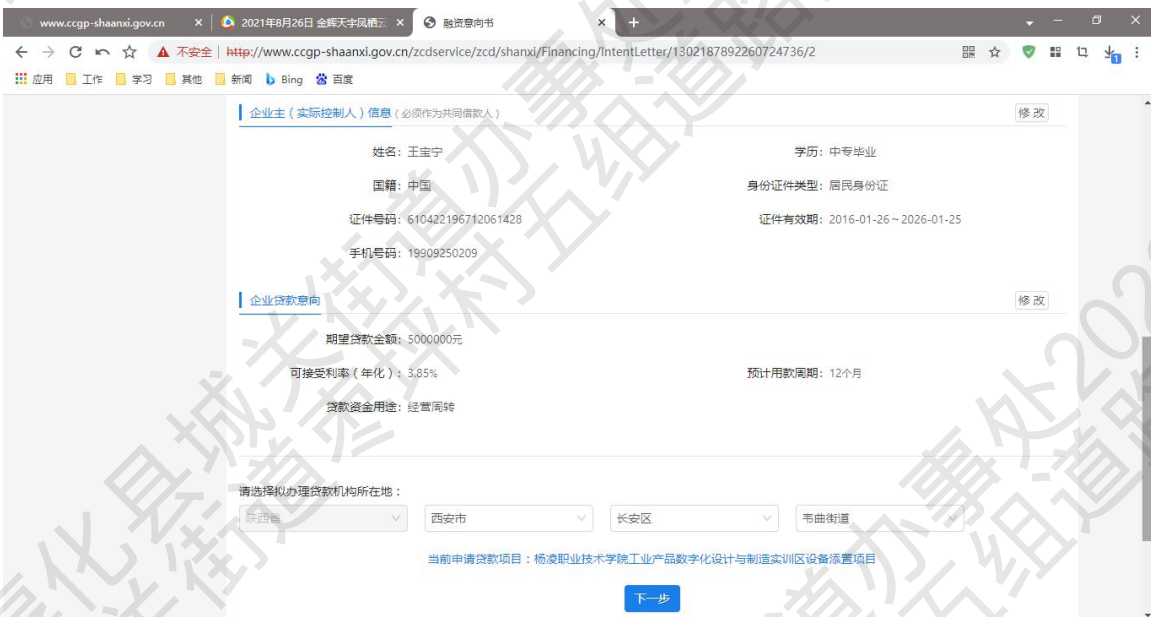 www.ccgp-shaanxi.gov.cn × 2021年8月26日 金辉天宇凤栖云 × 融资意向书 × +
不安全 | http://www.ccgp-shaanxi.gov.cn/zcdservice/zcd/shanxi/Financing/IntentLetter/1302187892260724736/2
应用 工作 学习 其他 新闻 Bing 百度
企业主（实际控制人）信息（必须作为共同借款人） 修改
姓名：王宝宁 学历：中专毕业
国籍：中国 身份证件类型：居民身份证
证件号码：610422196712061428 证件有效期：2016-01-26～2026-01-25
手机号码：19909250209
企业贷款意向 修改
期望贷款金额：5000000元
可接受利率（年化）：3.85% 预计用款周期：12个月
贷款资金用途：经营周转
请选择拟办理贷款机构所在地：
陕西省 西安市 长安区 韦曲街道
当前申请贷款项目：杨凌职业技术学院工业产品数字化设计与制造实训区设备添置项目
下一步